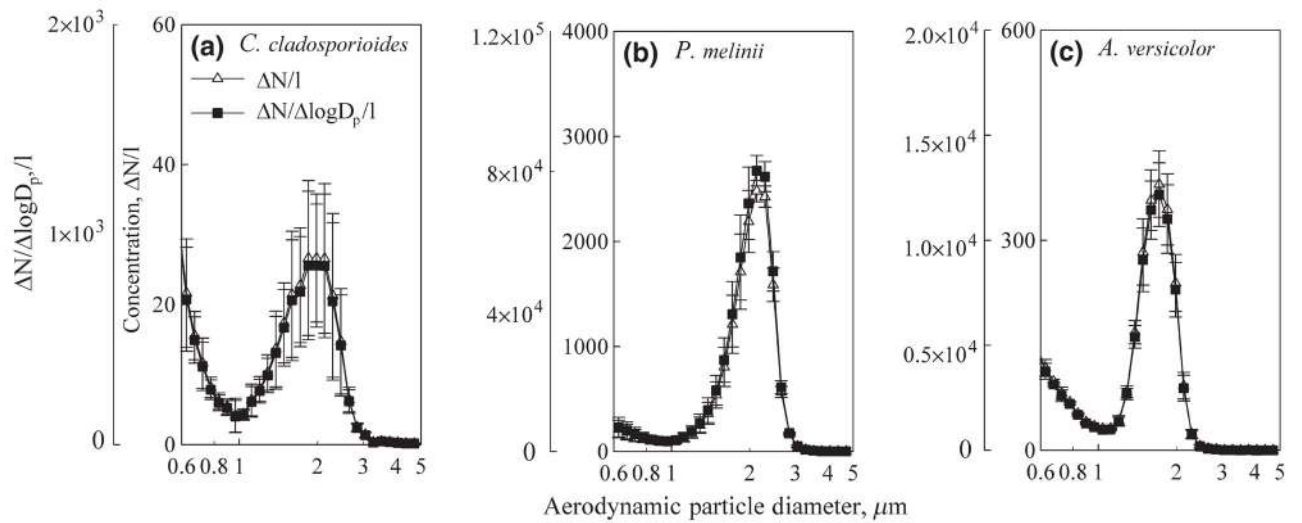 2×10³
60
(a) C. cladosporioides
ΔN/l
ΔN/ΔlogDₚ/l
40
1×10³
20
0
0
0.6 0.8 1 2 3 4 5
ΔN/ΔlogDₚ,/l
Concentration, ΔN/l
1.2×10⁵
4000
(b) P. melinii
3000
8×10⁴
2000
4×10⁴
1000
0
0
0.6 0.8 1 2 3 4 5
2.0×10⁴
600
(c) A. versicolor
1.5×10⁴
300
1.0×10⁴
0.5×10⁴
0
0
0.6 0.8 1 2 3 4 5
Aerodynamic particle diameter, μm